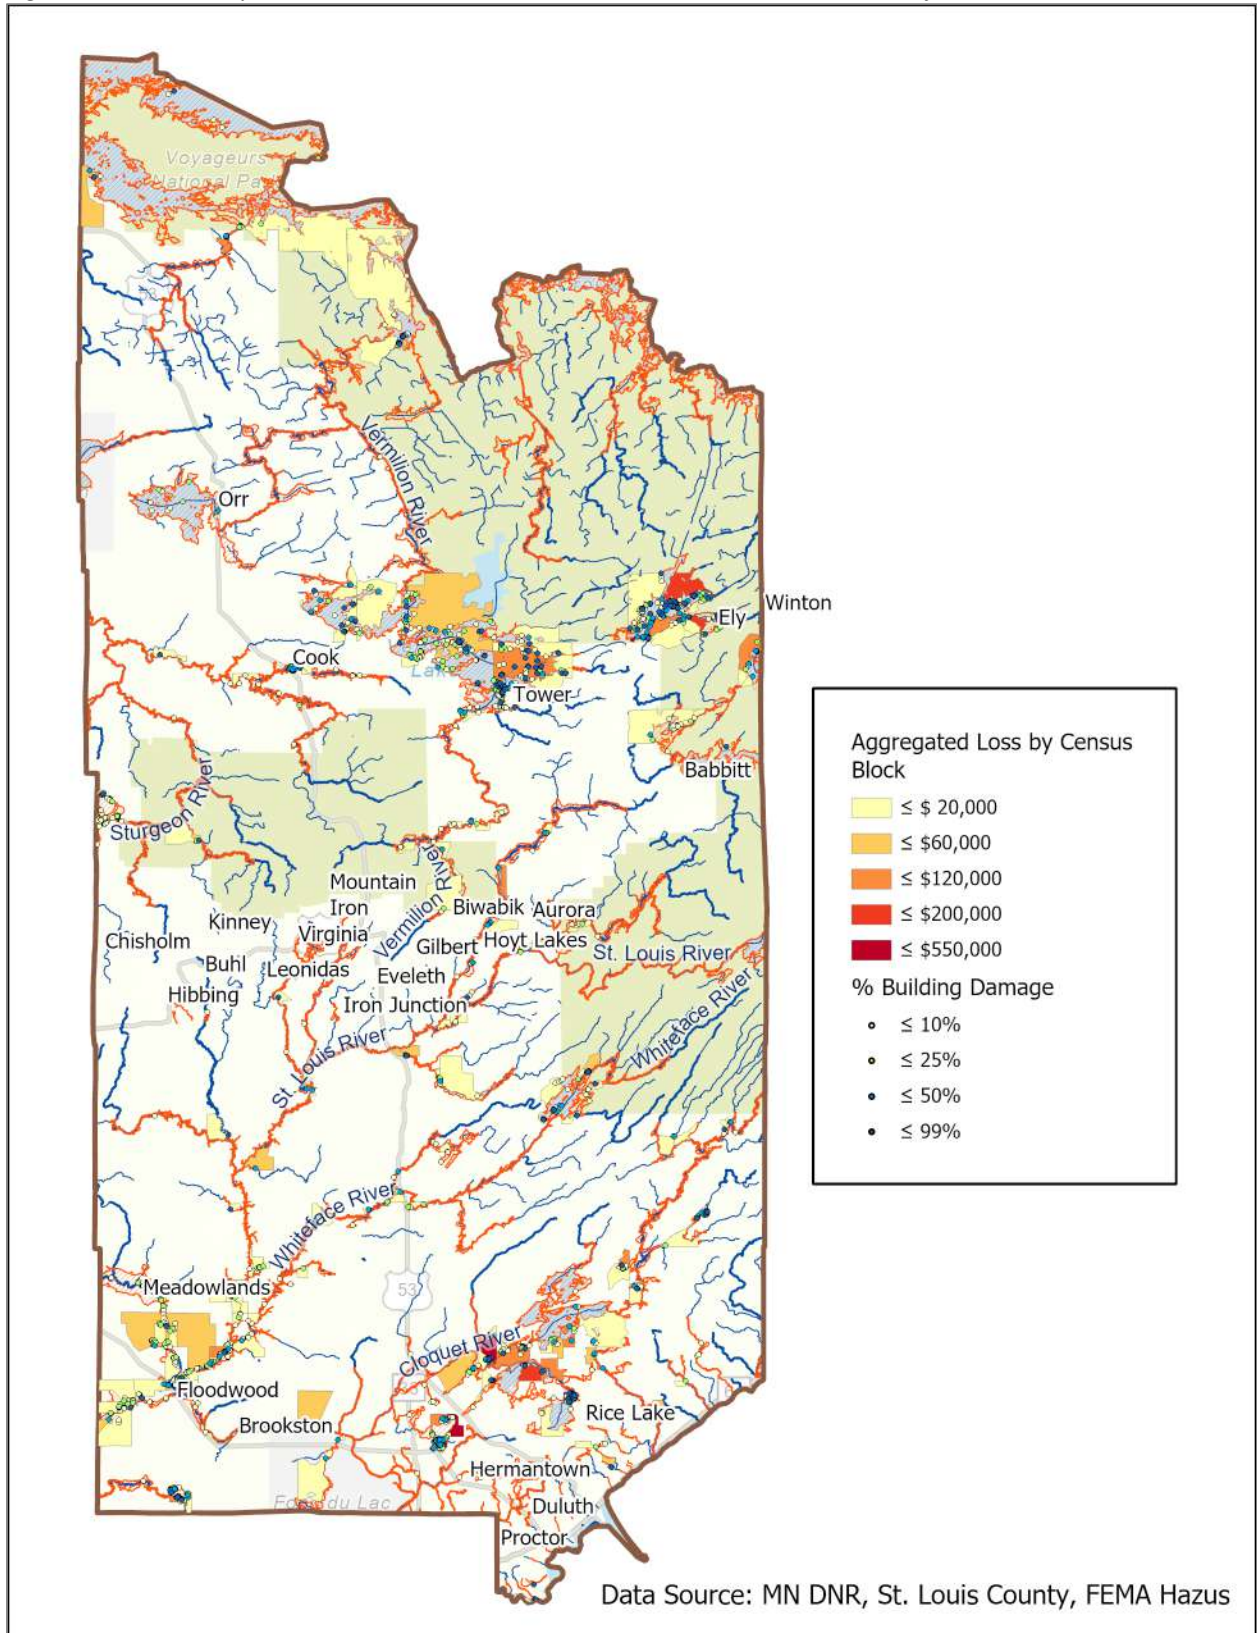 Voyageurs
National Pa
53
Vermilion River
Orr
Winton
Ely
Cook
Lake
Tower
Babbitt
Sturgeon River
Mountain
Iron
Vermilion River
Kinney
Virginia
Biwabik
Aurora
Chisholm
Gilbert
Hoyt Lakes
St. Louis River
Buhl
Leonidas
Eveleth
Hibbing
Iron Junction
Whiteface River
St. Louis River
Whiteface River
Meadowlands
53
Cloquet River
Floodwood
Brookston
Rice Lake
Hermantown
Fond du Lac
Duluth
Proctor
Aggregated Loss by Census
Block
≤ $ 20,000
≤ $60,000
≤ $120,000
≤ $200,000
≤ $550,000
% Building Damage
≤ 10%
≤ 25%
≤ 50%
≤ 99%
Data Source: MN DNR, St. Louis County, FEMA Hazus